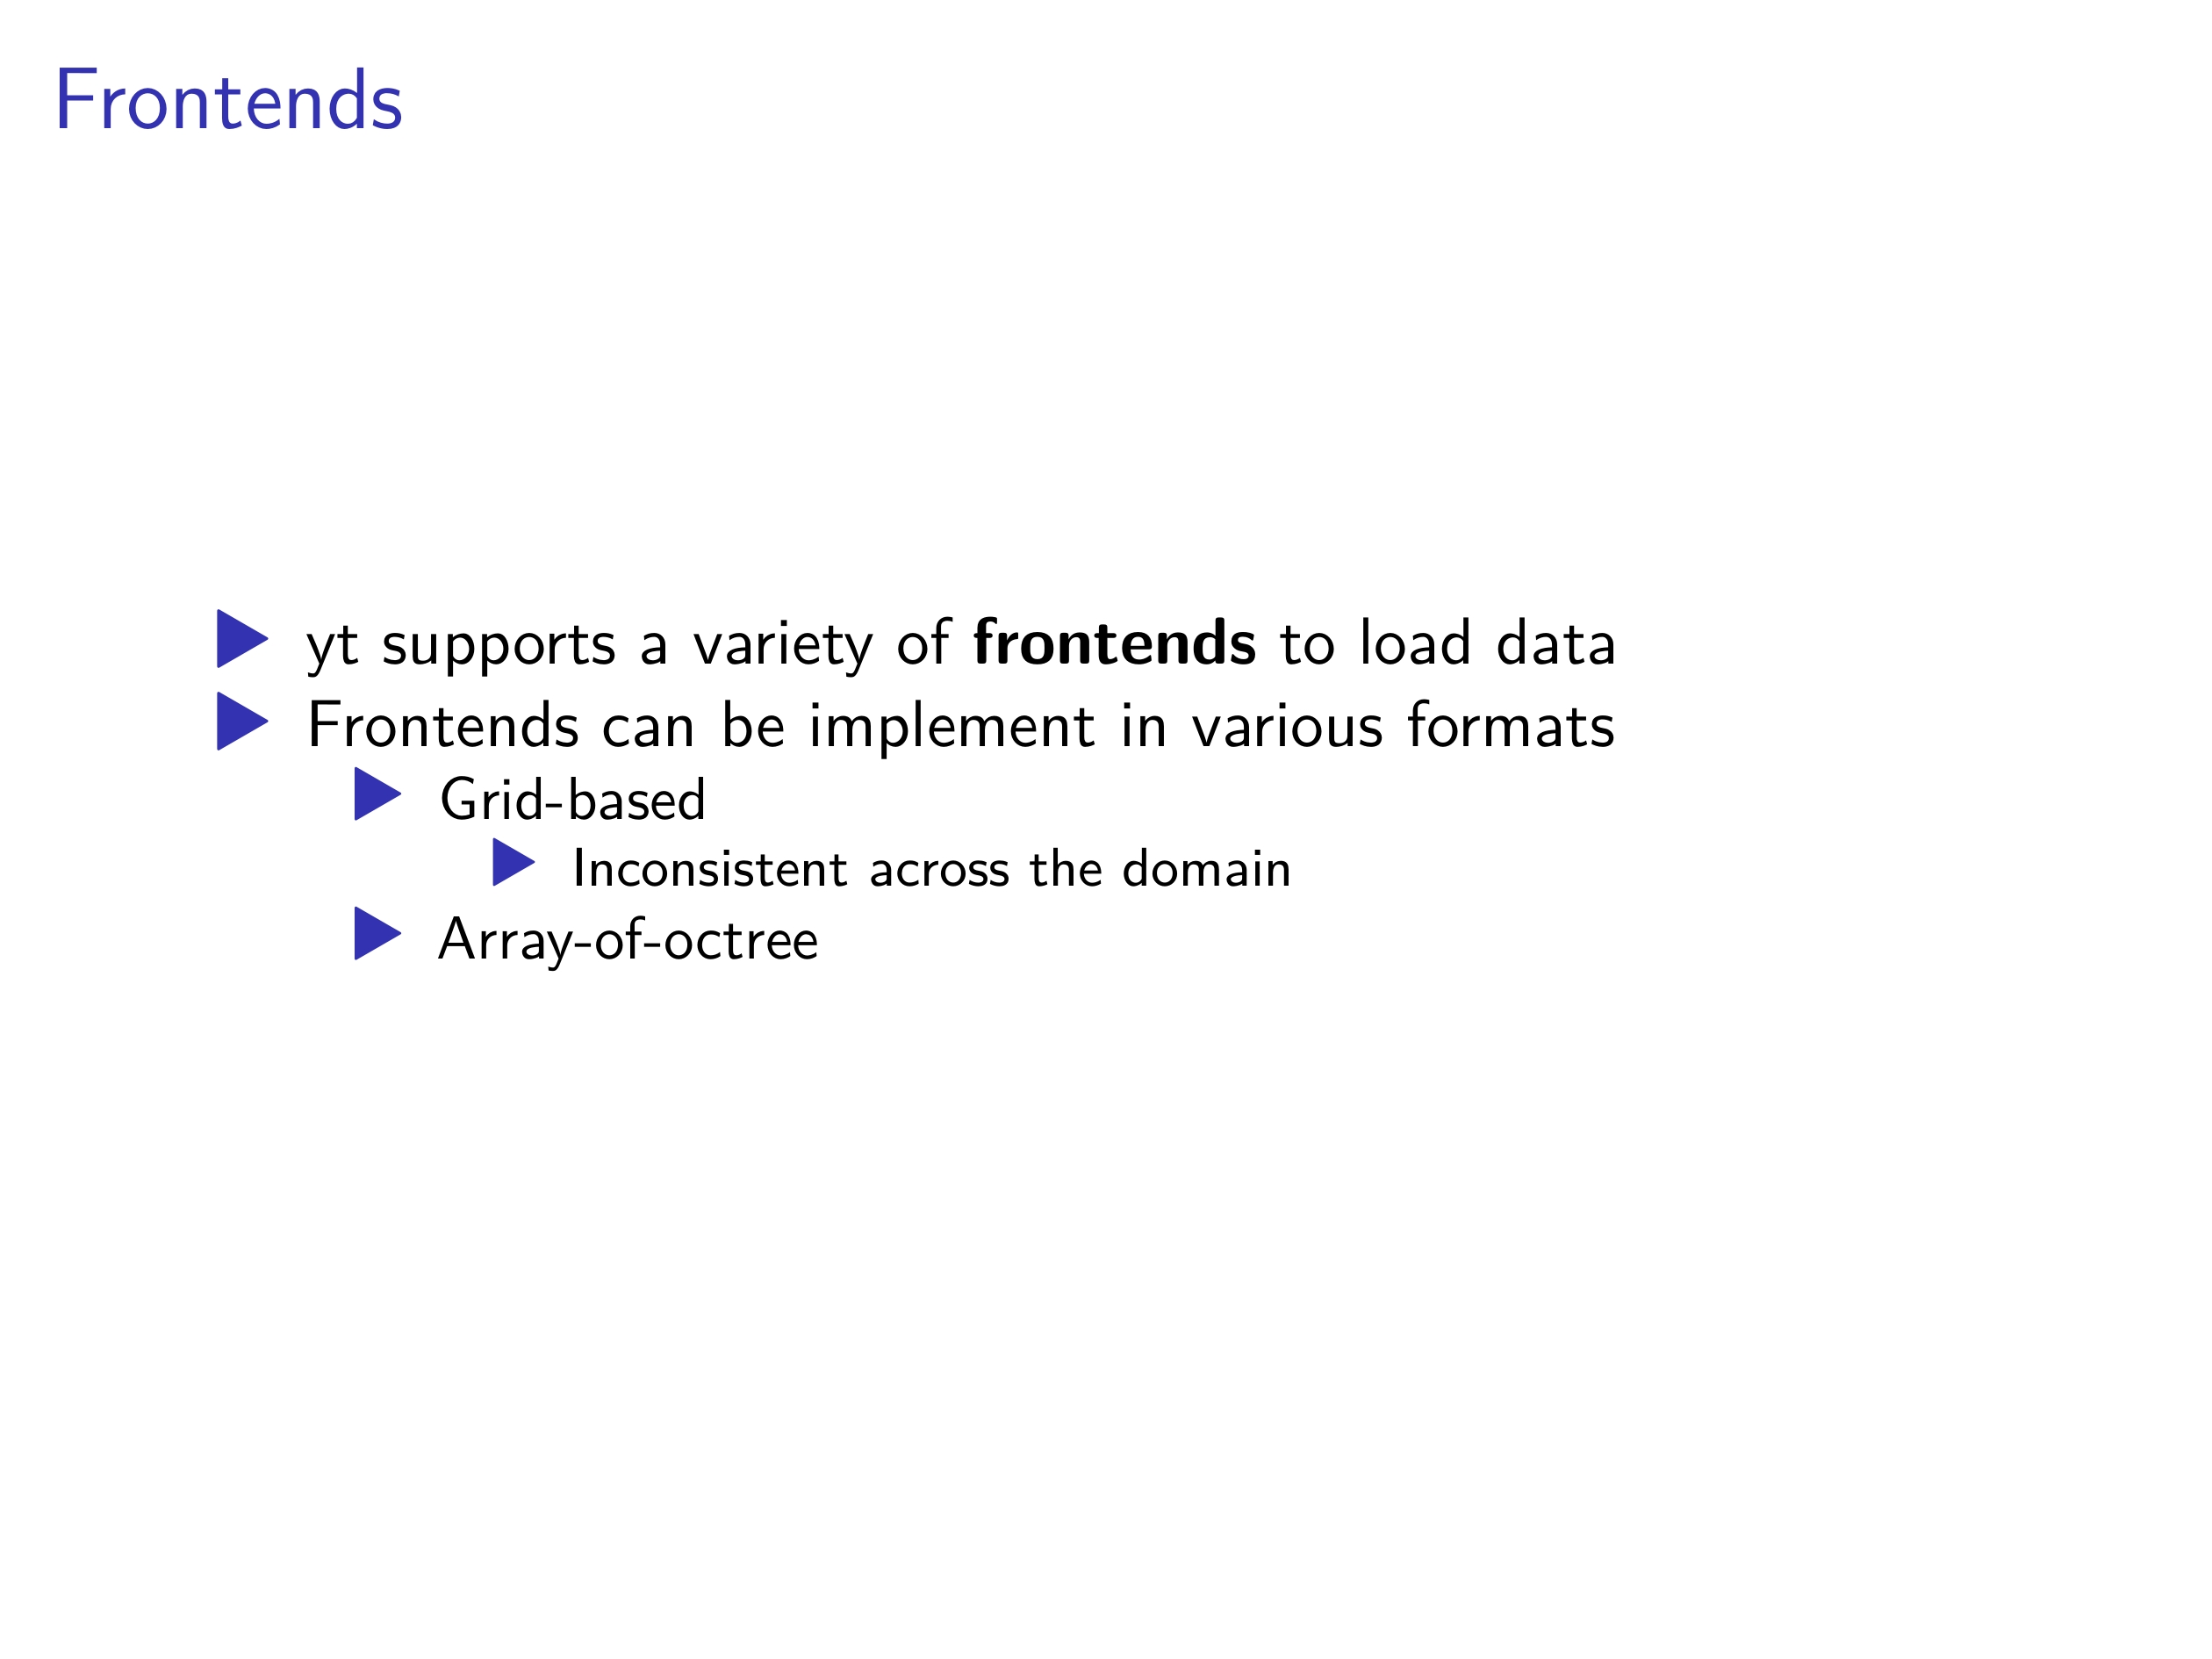 Frontends
yt supports a variety of frontends to load data
Frontends can be implement in various formats
Grid-based
Inconsistent across the domain
Array-of-octree